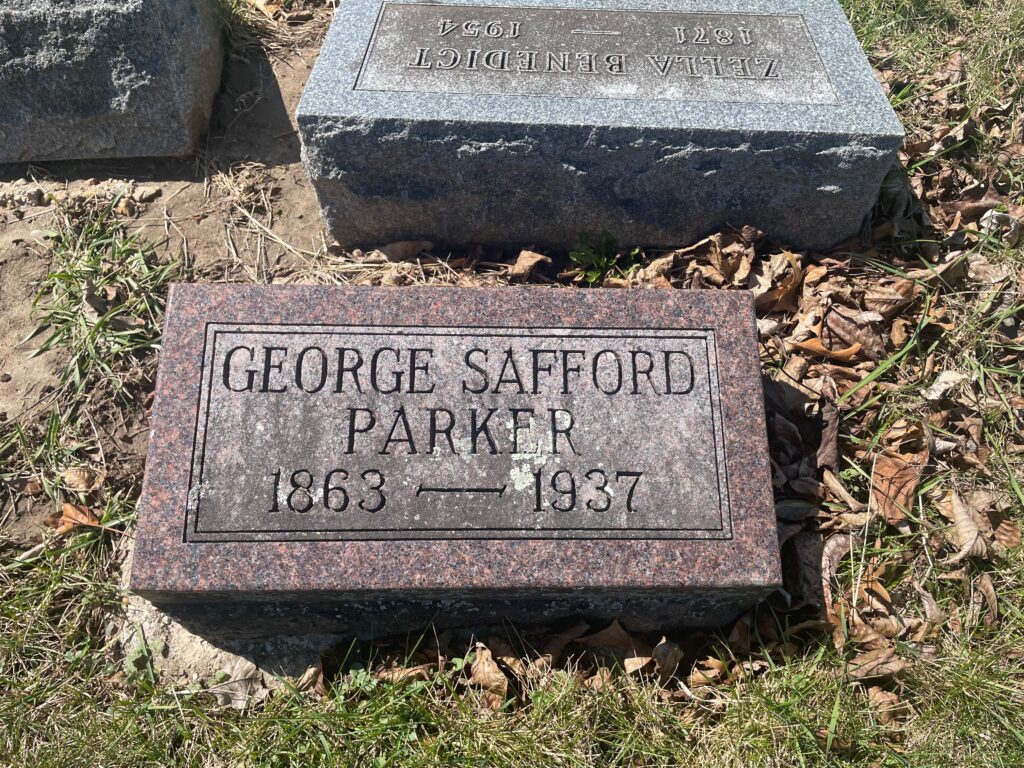 ZELLA BENEDICT
1871 — 1954
GEORGE SAFFORD
PARKER
1863 — 1937